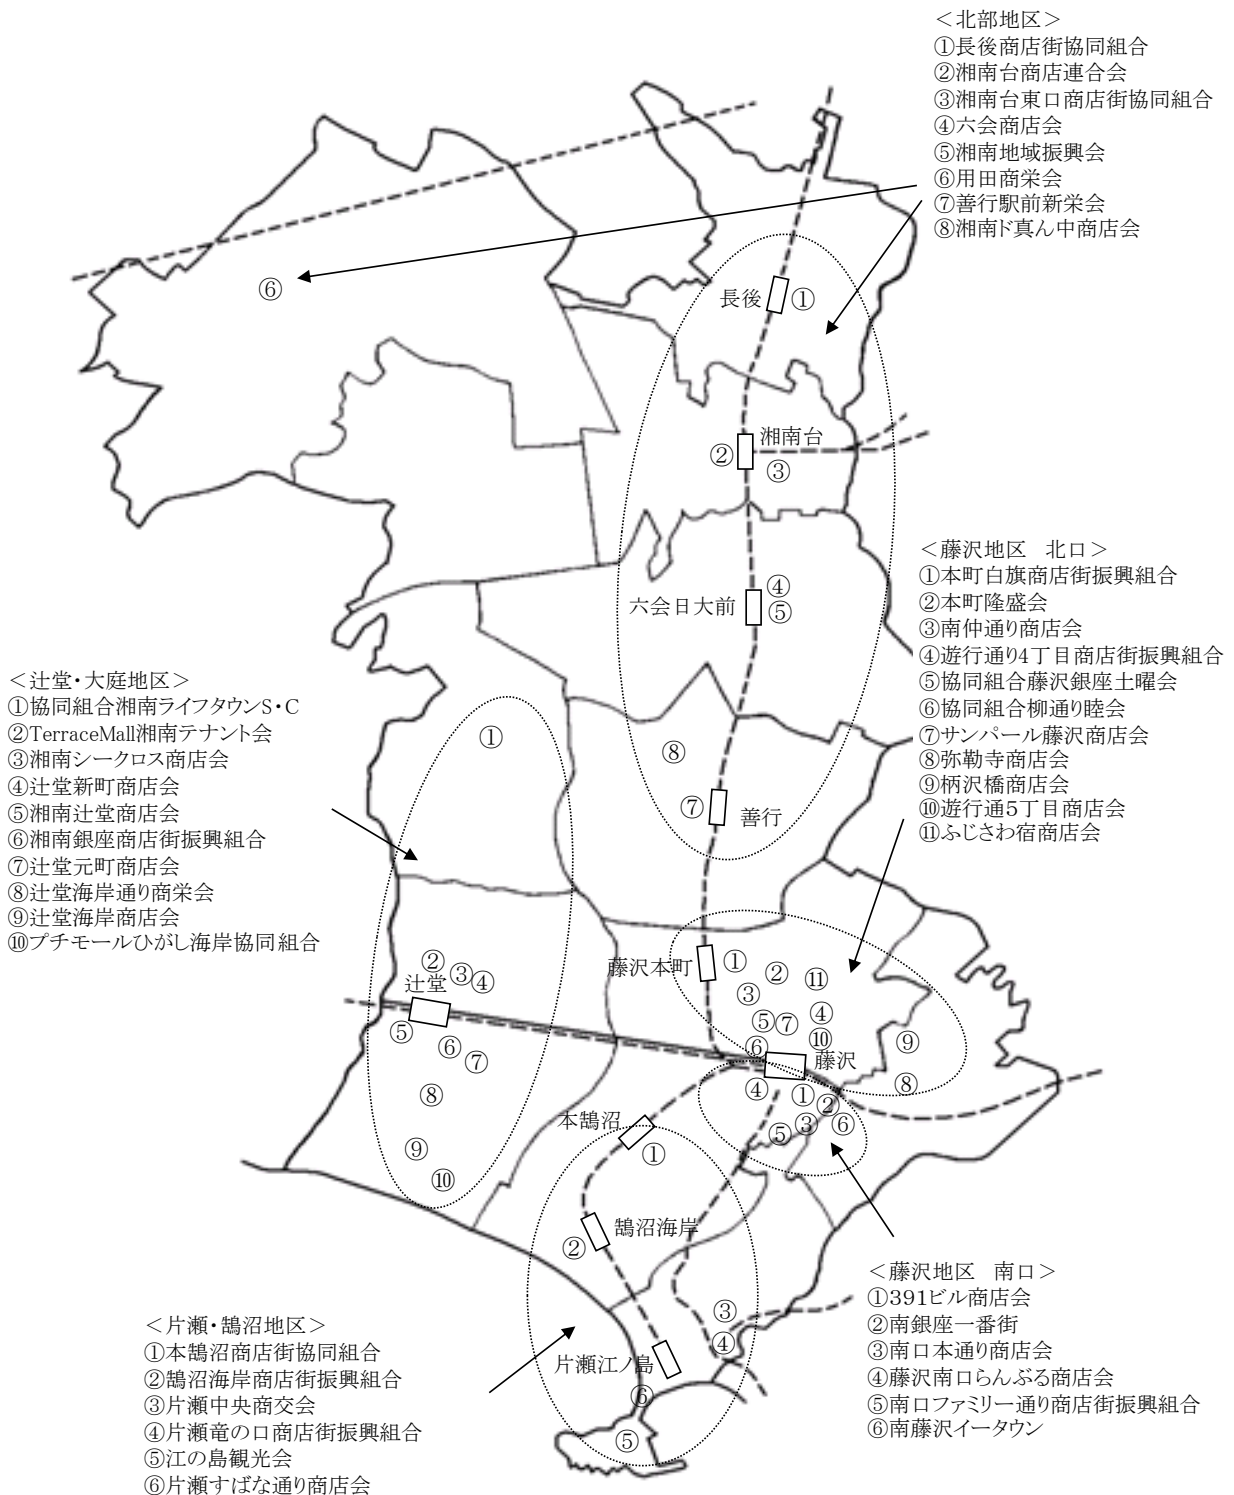 ＜北部地区＞
①長後商店街協同組合
②湘南台商店連合会
③湘南台東口商店街協同組合
④六会商店会
⑤湘南地域振興会
⑥用田商栄会
⑦善行駅前新栄会
⑧湘南ド真ん中商店会
⑥
長後
①
湘南台
②
③
④
六会日大前
⑤
⑧
⑦
善行
＜藤沢地区　北口＞
①本町白旗商店街振興組合
②本町隆盛会
③南仲通り商店会
④遊行通り4丁目商店街振興組合
⑤協同組合藤沢銀座土曜会
⑥協同組合柳通り睦会
⑦サンパール藤沢商店会
⑧弥勒寺商店会
⑨柄沢橋商店会
⑩遊行通5丁目商店会
⑪ふじさわ宿商店会
＜辻堂・大庭地区＞
①協同組合湘南ライフタウンS・C
②TerraceMall湘南テナント会
③湘南シークロス商店会
④辻堂新町商店会
⑤湘南辻堂商店会
⑥湘南銀座商店街振興組合
⑦辻堂元町商店会
⑧辻堂海岸通り商栄会
⑨辻堂海岸商店会
⑩プチモールひがし海岸協同組合
①
②
③
④
辻堂
⑤
⑥
⑦
⑧
⑨
⑩
藤沢本町
①
②
⑪
③
④
⑤
⑦
⑥
⑩
⑨
藤沢
⑧
④
①
②
⑤
③
⑥
本鵠沼
①
鵠沼海岸
②
③
④
片瀬江ノ島
⑥
⑤
＜藤沢地区　南口＞
①391ビル商店会
②南銀座一番街
③南口本通り商店会
④藤沢南口らんぶる商店会
⑤南口ファミリー通り商店街振興組合
⑥南藤沢イータウン
＜片瀬・鵠沼地区＞
①本鵠沼商店街協同組合
②鵠沼海岸商店街振興組合
③片瀬中央商交会
④片瀬竜の口商店街振興組合
⑤江の島観光会
⑥片瀬すばな通り商店会